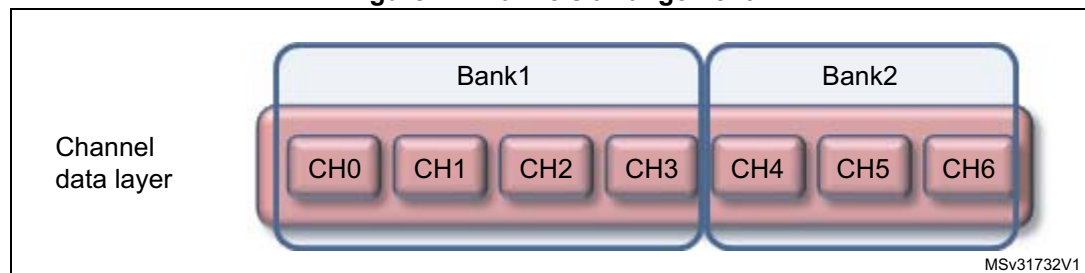 Bank1 Bank2
Channel
data layer
CH0 CH1 CH2 CH3 CH4 CH5 CH6
MSv31732V1